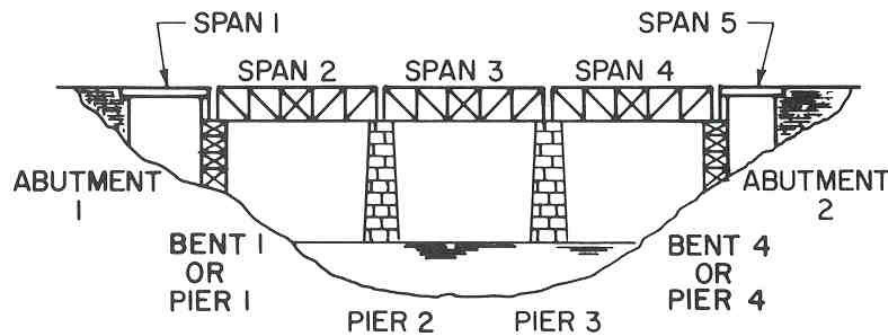 SPAN 1
SPAN 5
SPAN 2
SPAN 3
SPAN 4
ABUTMENT
1
ABUTMENT
2
BENT 1
OR
PIER 1
BENT 4
OR
PIER 4
PIER 2
PIER 3